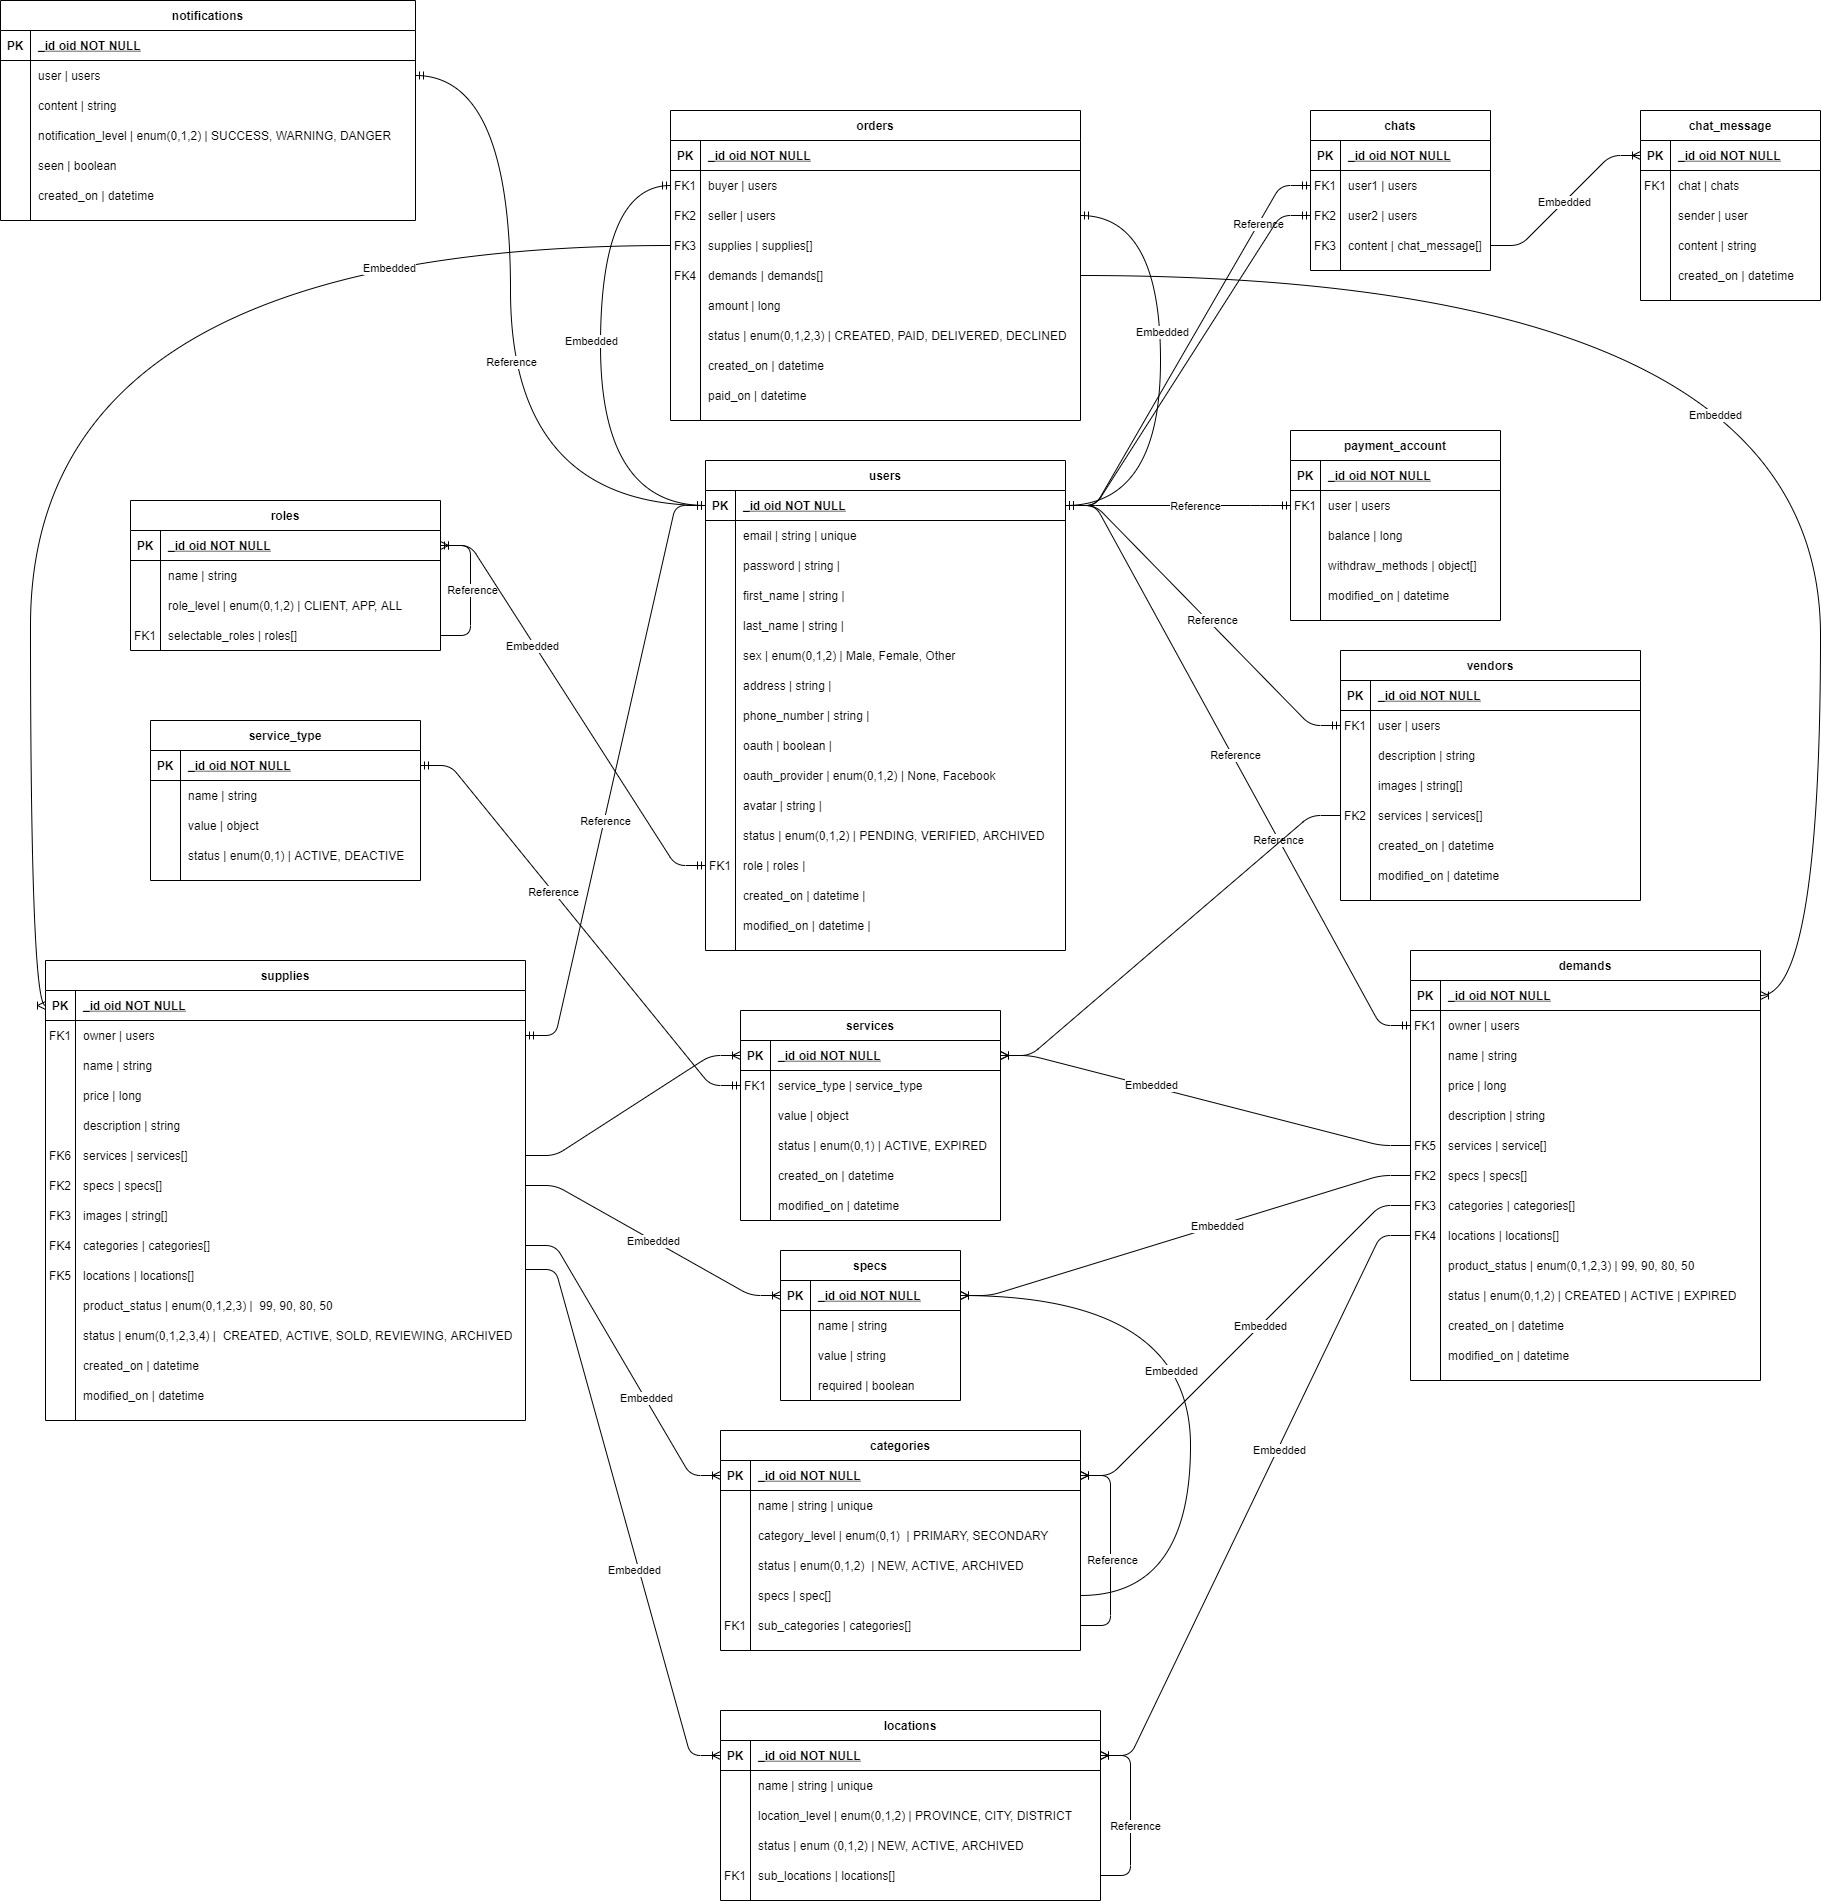 notifications
PK _id oid NOT NULL
user | users
content | string
notification_level | enum(0,1,2) | SUCCESS, WARNING, DANGER
seen | boolean
created_on | datetime
orders
PK _id oid NOT NULL
FK1 buyer | users
FK2 seller | users
FK3 supplies | supplies[]
FK4 demands | demands[]
amount | long
status | enum(0,1,2,3) | CREATED, PAID, DELIVERED, DECLINED
created_on | datetime
paid_on | datetime
chats
PK _id oid NOT NULL
FK1 user1 | users
FK2 user2 | users
FK3 content | chat_message[]
chat_message
PK _id oid NOT NULL
FK1 chat | chats
sender | user
content | string
created_on | datetime
Embedded
Reference
Embedded
Embedded
Embedded
Reference
Embedded
users
PK _id oid NOT NULL
email | string | unique
password | string |
first_name | string |
last_name | string |
sex | enum(0,1,2) | Male, Female, Other
address | string |
phone_number | string |
oauth | boolean |
oauth_provider | enum(0,1,2) | None, Facebook
avatar | string |
status | enum(0,1,2) | PENDING, VERIFIED, ARCHIVED
FK1 role | roles |
created_on | datetime |
modified_on | datetime |
payment_account
PK _id oid NOT NULL
FK1 user | users
balance | long
withdraw_methods | object[]
modified_on | datetime
Reference
roles
PK _id oid NOT NULL
name | string
role_level | enum(0,1,2) | CLIENT, APP, ALL
FK1 selectable_roles | roles[]
Reference
Embedded
Reference
vendors
PK _id oid NOT NULL
FK1 user | users
description | string
images | string[]
FK2 services | services[]
created_on | datetime
modified_on | datetime
Reference
Reference
service_type
PK _id oid NOT NULL
name | string
value | object
status | enum(0,1) | ACTIVE, DEACTIVE
Reference
Reference
supplies
PK _id oid NOT NULL
FK1 owner | users
name | string
price | long
description | string
FK6 services | services[]
FK2 specs | specs[]
FK3 images | string[]
FK4 categories | categories[]
FK5 locations | locations[]
product_status | enum(0,1,2,3) | 99, 90, 80, 50
status | enum(0,1,2,3,4) | CREATED, ACTIVE, SOLD, REVIEWING, ARCHIVED
created_on | datetime
modified_on | datetime
services
PK _id oid NOT NULL
FK1 service_type | service_type
value | object
status | enum(0,1) | ACTIVE, EXPIRED
created_on | datetime
modified_on | datetime
Embedded
demands
PK _id oid NOT NULL
FK1 owner | users
name | string
price | long
description | string
FK5 services | service[]
FK2 specs | specs[]
FK3 categories | categories[]
FK4 locations | locations[]
product_status | enum(0,1,2,3) | 99, 90, 80, 50
status | enum(0,1,2) | CREATED | ACTIVE | EXPIRED
created_on | datetime
modified_on | datetime
Embedded
Embedded
specs
PK _id oid NOT NULL
name | string
value | string
required | boolean
Embedded
Embedded
Embedded
categories
PK _id oid NOT NULL
name | string | unique
category_level | enum(0,1) | PRIMARY, SECONDARY
status | enum(0,1,2) | NEW, ACTIVE, ARCHIVED
specs | spec[]
FK1 sub_categories | categories[]
Embedded
Reference
Embedded
locations
PK _id oid NOT NULL
name | string | unique
location_level | enum(0,1,2) | PROVINCE, CITY, DISTRICT
status | enum (0,1,2) | NEW, ACTIVE, ARCHIVED
FK1 sub_locations | locations[]
Reference